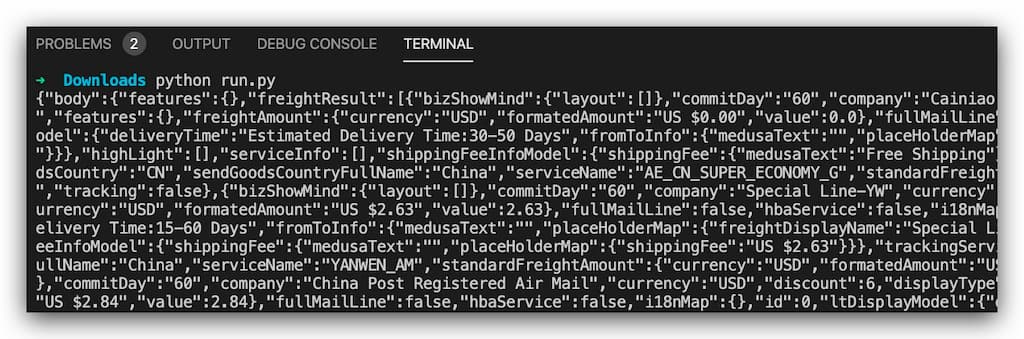 PROBLEMS 2 OUTPUT DEBUG CONSOLE TERMINAL
→ Downloads python run.py
{"body":{"features":{},"freightResult":[{"bizShowMind":{"layout":[]},"commitDay":"60","company":"Cainiao
","features":{},"freightAmount":{"currency":"USD","formatedAmount":"US $0.00","value":0.0},"fullMailLine"
odel":{"deliveryTime":"Estimated Delivery Time:30-50 Days","fromToInfo":{"medusaText":"","placeHolderMap"
"}}},"highLight":[],"serviceInfo":[],"shippingFeeInfoModel":{"shippingFee":{"medusaText":"Free Shipping"}
dsCountry":"CN","sendGoodsCountryFullName":"China","serviceName":"AE_CN_SUPER_ECONOMY_G","standardFreight
","tracking":false},{"bizShowMind":{"layout":[]},"commitDay":"60","company":"Special Line-YW","currency"
urrency":"USD","formatedAmount":"US $2.63","value":2.63},"fullMailLine":false,"hbaService":false,"i18nMap
elivery Time:15-60 Days","fromToInfo":{"medusaText":"","placeHolderMap":{"freightDisplayName":"Special Li
eeInfoModel":{"shippingFee":{"medusaText":"","placeHolderMap":{"shippingFee":"US $2.63"}}},"trackingServ
ullName":"China","serviceName":"YANWEN_AM","standardFreightAmount":{"currency":"USD","formatedAmount":"US
},"commitDay":"60","company":"China Post Registered Air Mail","currency":"USD","discount":6,"displayType"
"US $2.84","value":2.84},"fullMailLine":false,"hbaService":false,"i18nMap":{},"id":0,"ltDisplayModel":{"